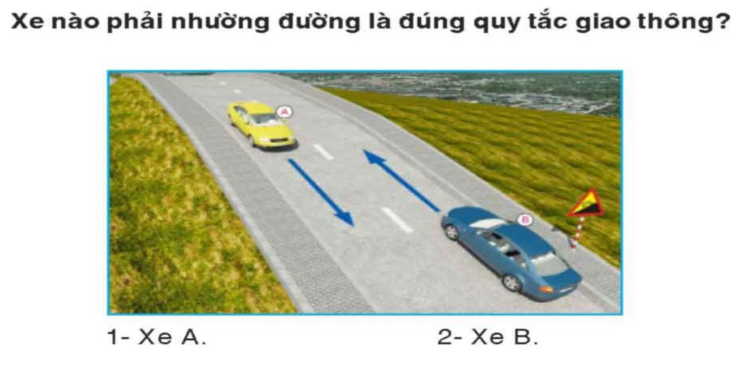 Xe nào phải nhường đường là đúng quy tắc giao thông?
A
B
1- Xe A.
2- Xe B.